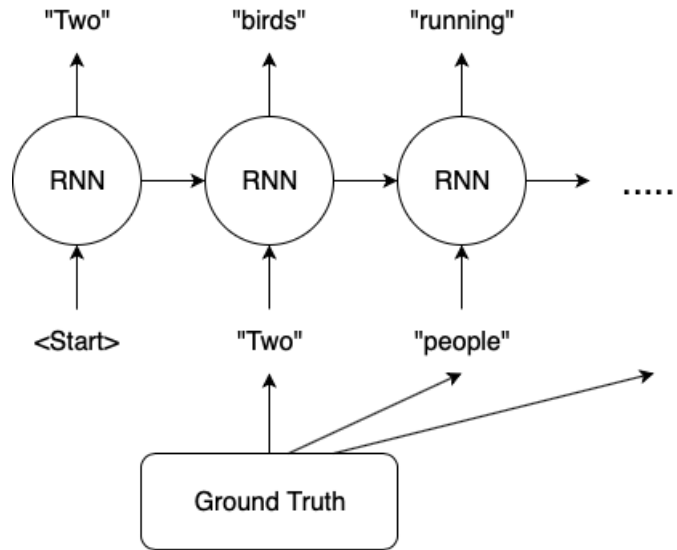 "Two" "birds" "running"
RNN RNN RNN .....
<Start> "Two" "people"
Ground Truth